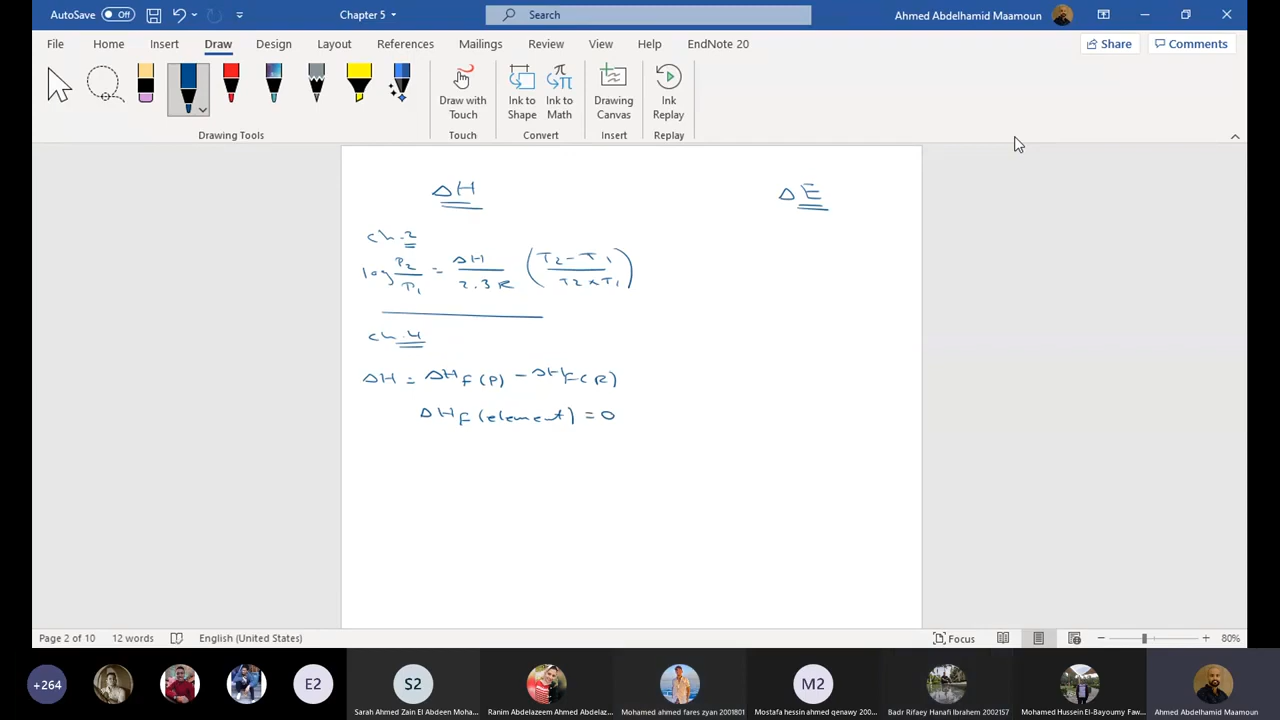 AutoSave Off Chapter 5 Search Ahmed Abdelhamid Maamoun
File Home Insert Draw Design Layout References Mailings Review View Help EndNote 20 Share Comments
Draw with Touch
Ink to Shape
Ink to Math
Drawing Canvas
Ink Replay
Drawing Tools Touch Convert Insert Replay
ΔH ΔE
ch.2
log P2/P1 = ΔH/2.3R (T2-T1/T2×T1)
ch.4
ΔH = ΔHF(P) - ΔHF(R)
ΔHF(element) = 0
Page 2 of 10 12 words English (United States) Focus 80%
+264 E2 S2 M2
Sarah Ahmed Zain El Abdeen Moha... Ranim Abdelazeem Ahmed Abdelaz... Mohamed ahmed fares zyan 2001801 Mostafa hessin ahmed qenawy 200... Badr Rifaey Hanafi Ibrahem 2002157 Mohamed Hussein El-Bayoumy Faw... Ahmed Abdelhamid Maamoun